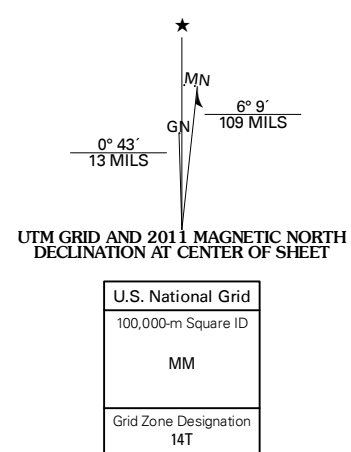 MN
GN
6° 9´
109 MILS
0° 43´
13 MILS
UTM GRID AND 2011 MAGNETIC NORTH
DECLINATION AT CENTER OF SHEET
U.S. National Grid
100,000-m Square ID
MM
Grid Zone Designation
14T